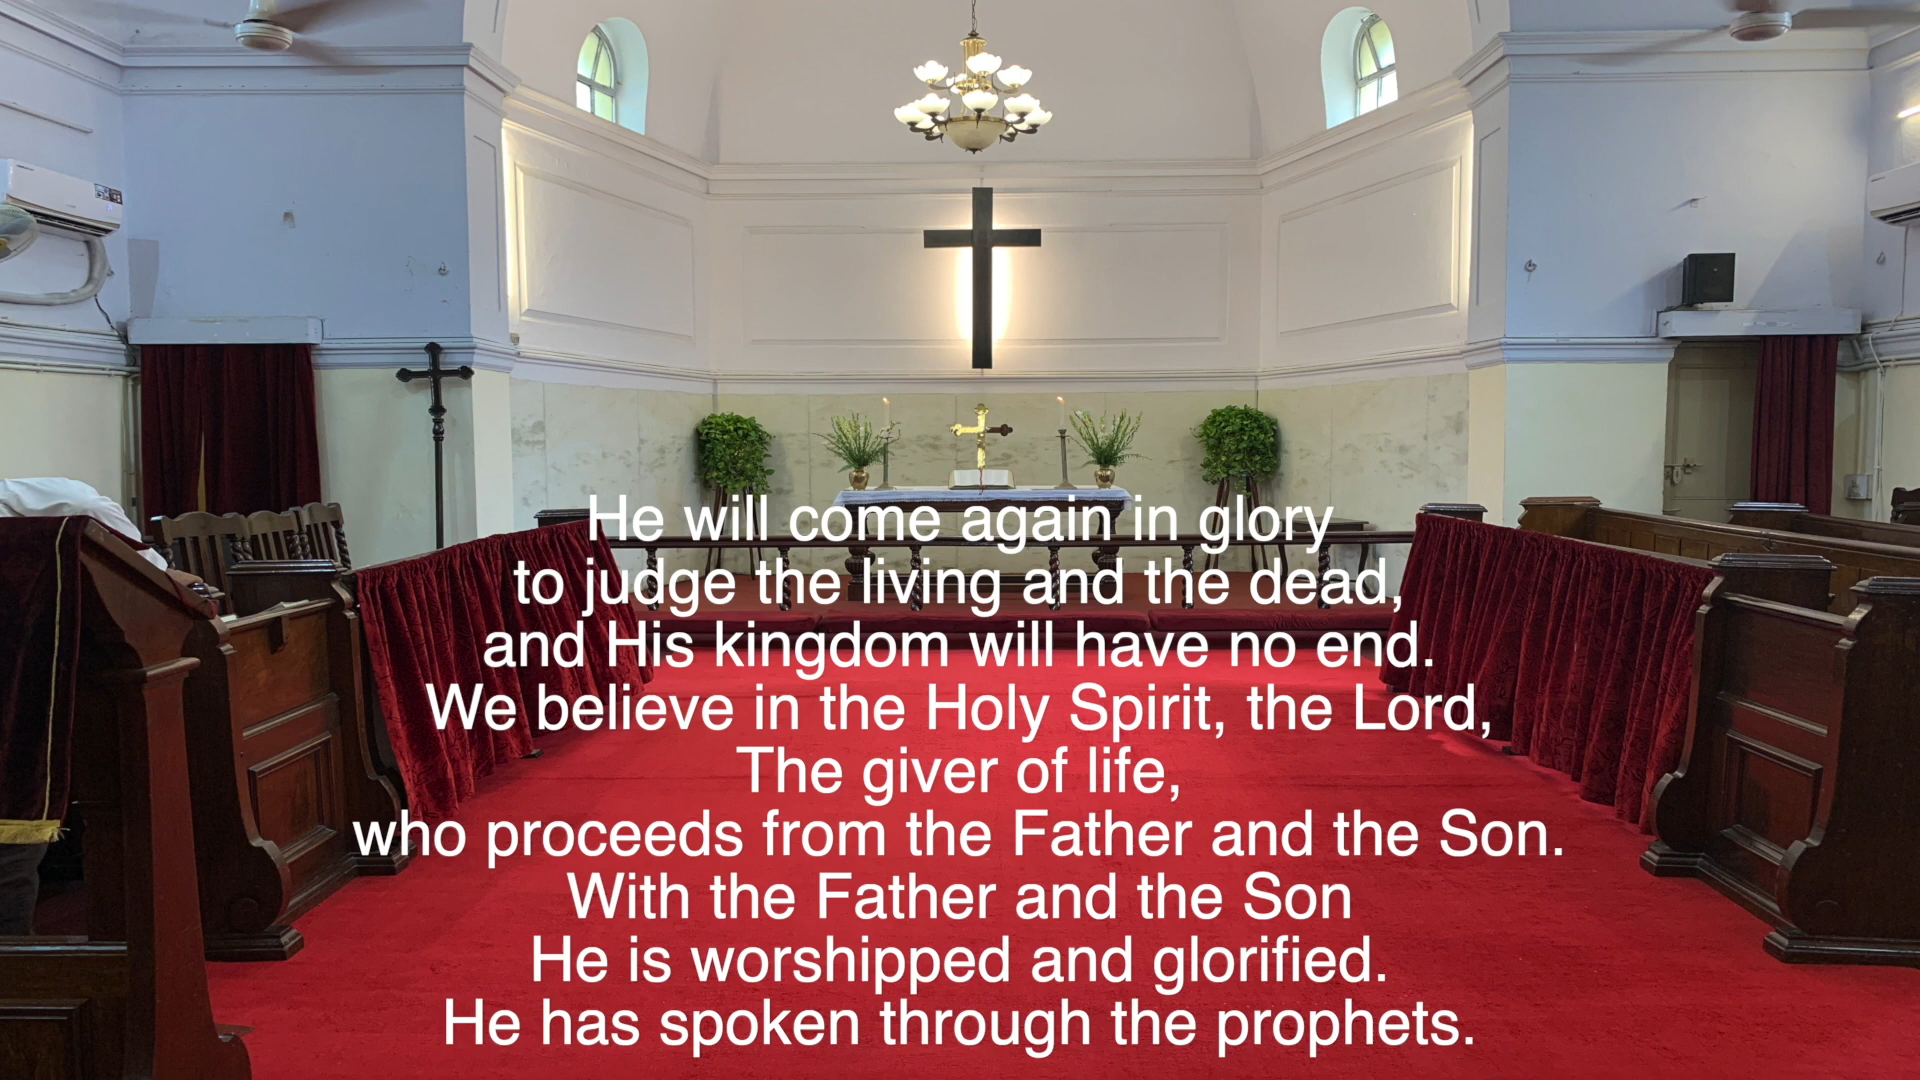 He will come again in glory
to judge the living and the dead,
and His kingdom will have no end.
We believe in the Holy Spirit, the Lord,
The giver of life,
who proceeds from the Father and the Son.
With the Father and the Son
He is worshipped and glorified.
He has spoken through the prophets.